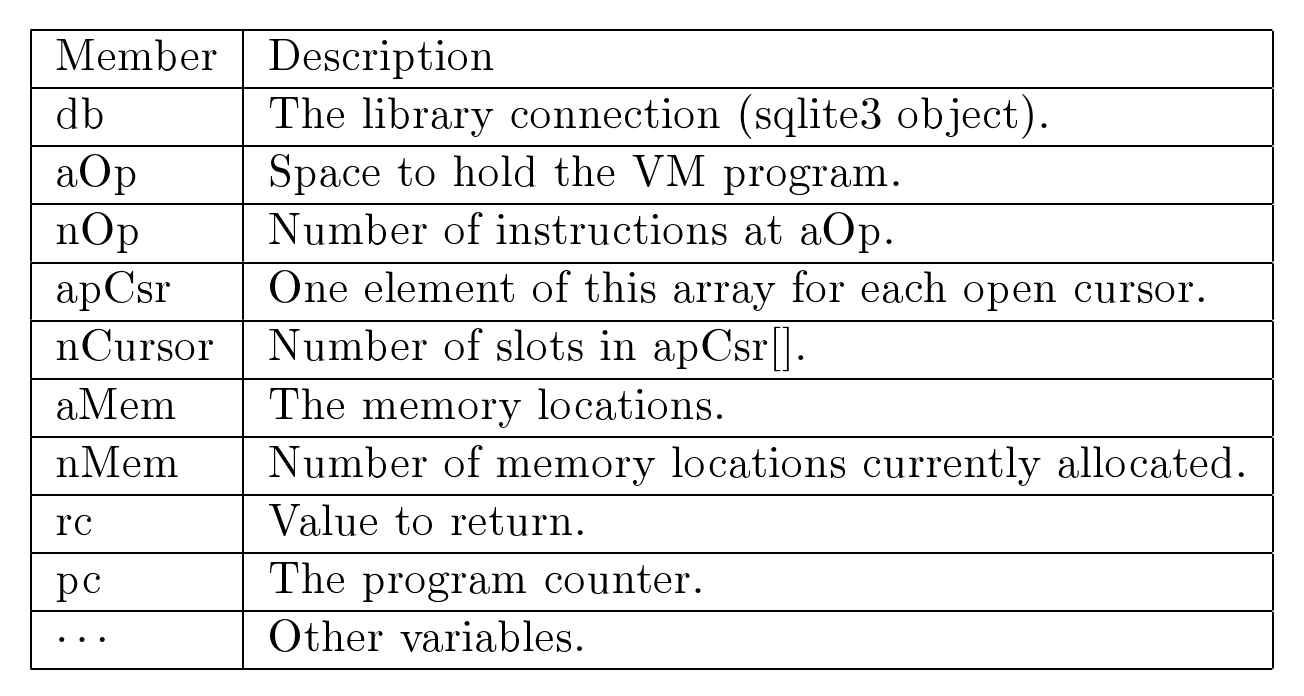 Member Description
db The library connection (sqlite3 object).
aOp Space to hold the VM program.
nOp Number of instructions at aOp.
apCsr One element of this array for each open cursor.
nCursor Number of slots in apCsr[].
aMem The memory locations.
nMem Number of memory locations currently allocated.
rc Value to return.
pc The program counter.
··· Other variables.